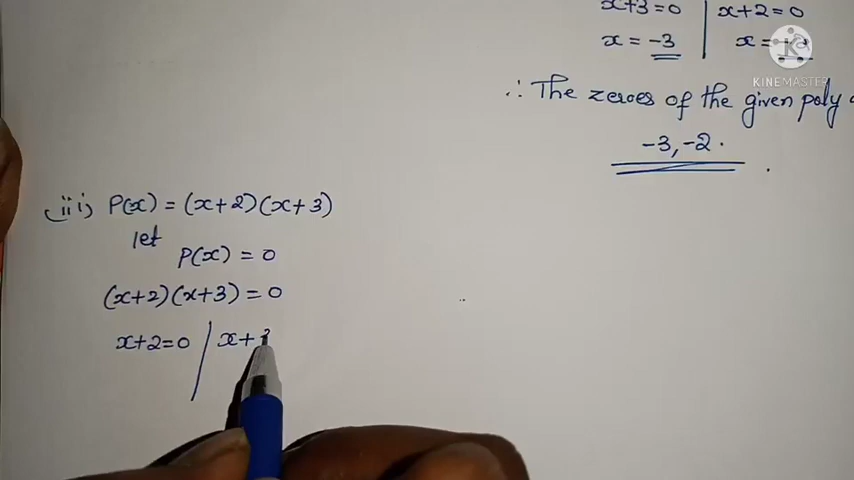 x+3=0 | x+2=0
x = -3 | x =
KINEMASTER
∴ The zeroes of the given poly
-3,-2.
(ii) P(x) = (x+2)(x+3)
let
P(x) = 0
(x+2)(x+3) = 0
x+2=0 | x+